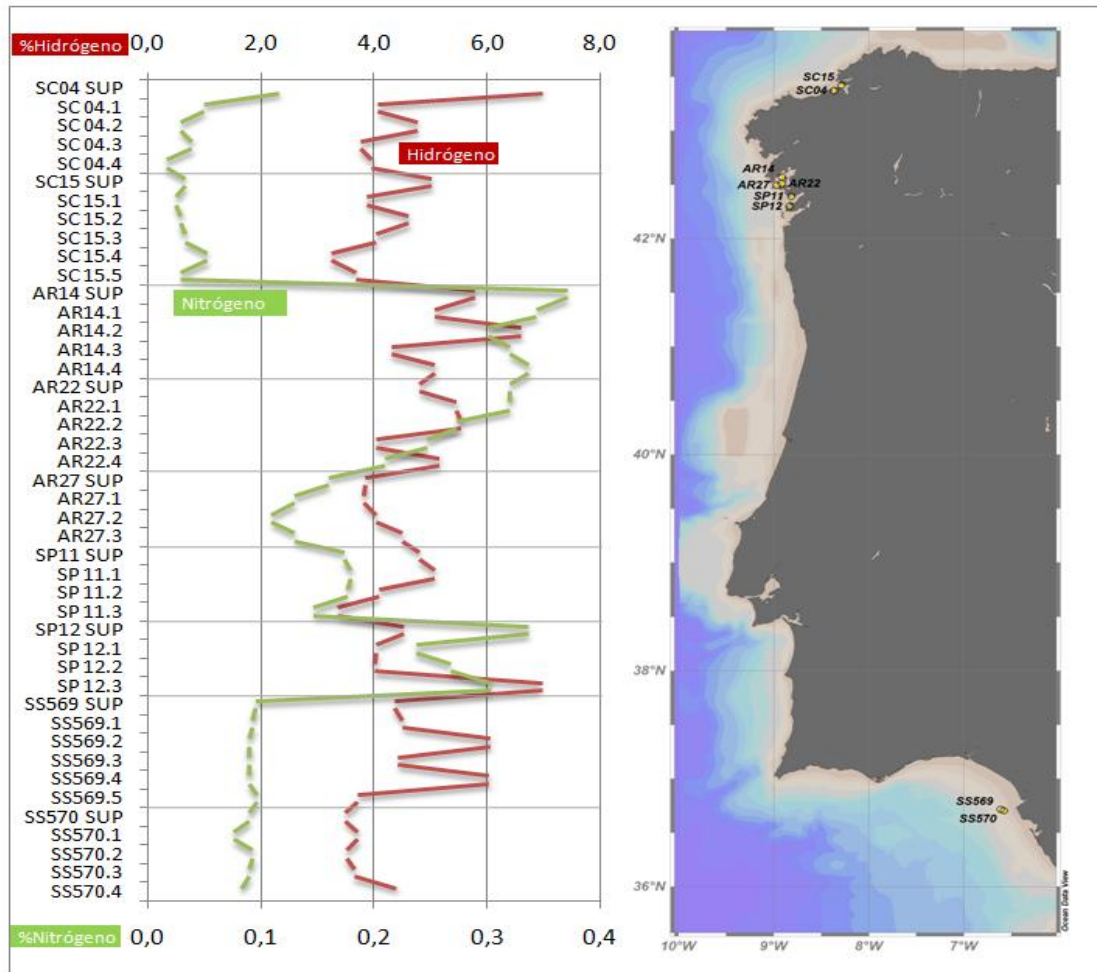 %Hidrógeno 0,0 2,0 4,0 6,0 8,0
SC04 SUP
SC 04.1
SC 04.2
SC 04.3
SC 04.4
SC15 SUP
SC15.1
SC15.2
SC15.3
SC15.4
SC15.5
AR14 SUP
AR14.1
AR14.2
AR14.3
AR14.4
AR22 SUP
AR22.1
AR22.2
AR22.3
AR22.4
AR27 SUP
AR27.1
AR27.2
AR27.3
SP11 SUP
SP 11.1
SP 11.2
SP 11.3
SP12 SUP
SP 12.1
SP 12.2
SP 12.3
SS569 SUP
SS569.1
SS569.2
SS569.3
SS569.4
SS569.5
SS570 SUP
SS570.1
SS570.2
SS570.3
SS570.4
Hidrógeno
Nitrógeno
%Nitrógeno 0,0 0,1 0,2 0,3 0,4
SC15
SC04
AR14
AR27 AR22
SP11
SP12
SS569
SS570
42°N
40°N
38°N
36°N
10°W 9°W 8°W 7°W
Ocean Data View